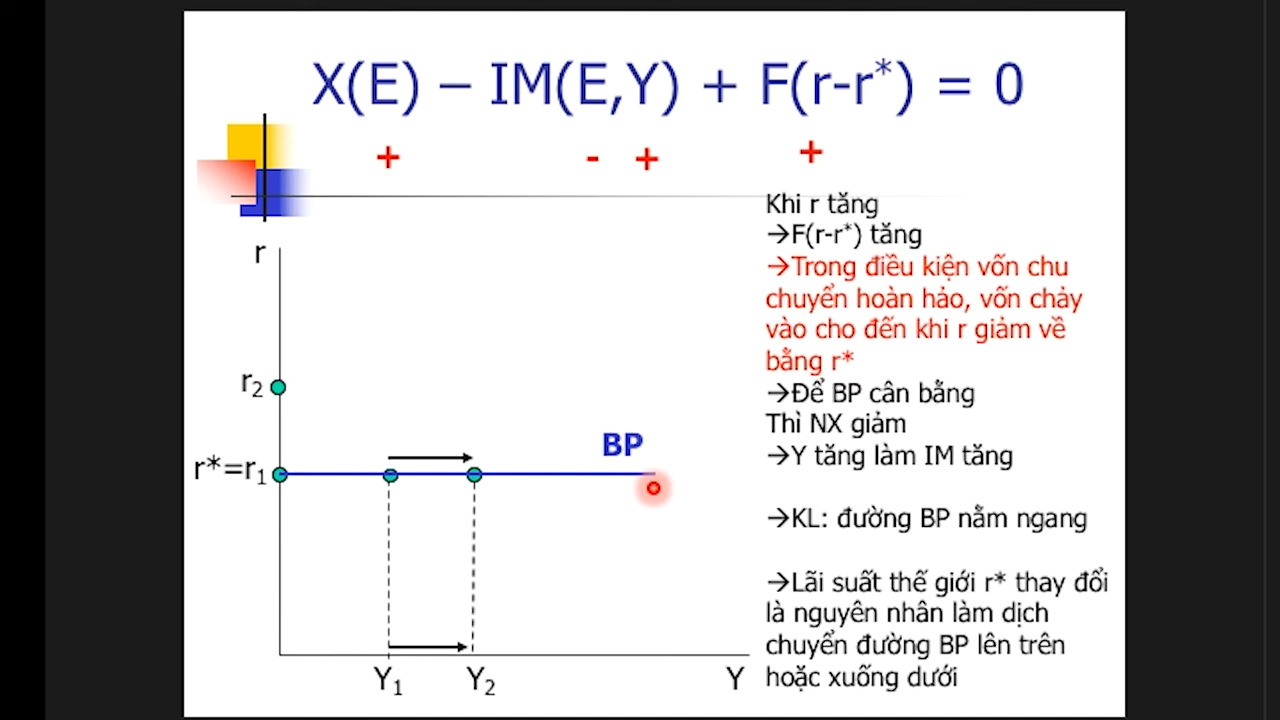 X(E) – IM(E,Y) + F(r-r*) = 0
+ - + +
Khi r tăng
→F(r-r*) tăng
→Trong điều kiện vốn chu
chuyển hoàn hảo, vốn chảy
vào cho đến khi r giảm về
bằng r*
→Để BP cân bằng
Thì NX giảm
→Y tăng làm IM tăng
→KL: đường BP nằm ngang
→Lãi suất thế giới r* thay đổi
là nguyên nhân làm dịch
chuyển đường BP lên trên
hoặc xuống dưới
r
r2
r*=r1
BP
Y1
Y2
Y